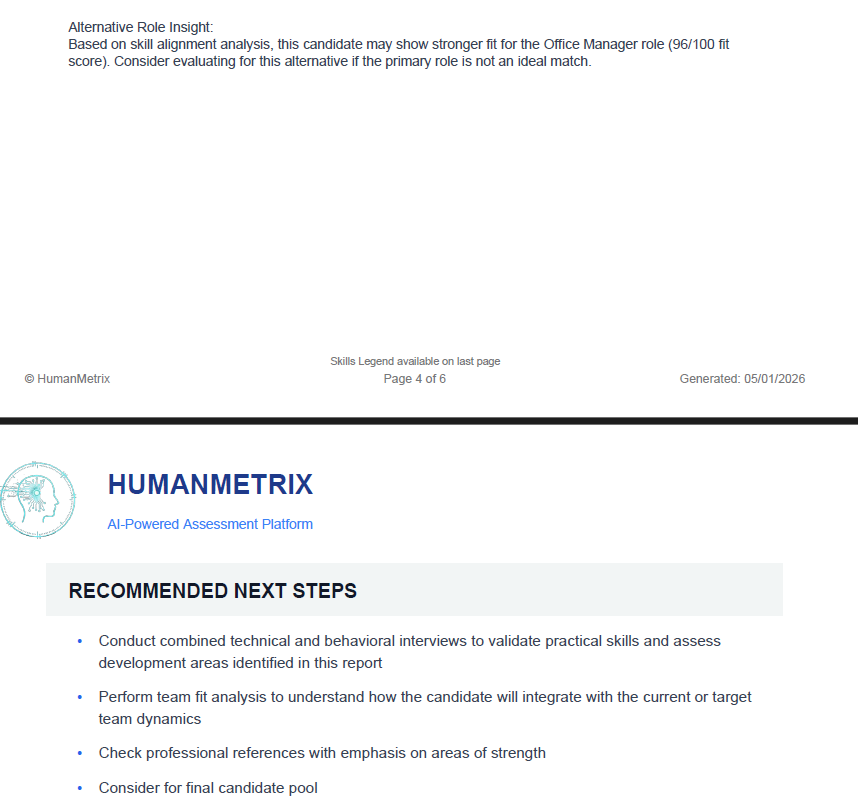 Alternative Role Insight:
Based on skill alignment analysis, this candidate may show stronger fit for the Office Manager role (96/100 fit
score). Consider evaluating for this alternative if the primary role is not an ideal match.
Skills Legend available on last page
© HumanMetrix
Page 4 of 6
Generated: 05/01/2026
HUMANMETRIX
AI-Powered Assessment Platform
RECOMMENDED NEXT STEPS
• Conduct combined technical and behavioral interviews to validate practical skills and assess
development areas identified in this report
• Perform team fit analysis to understand how the candidate will integrate with the current or target
team dynamics
• Check professional references with emphasis on areas of strength
• Consider for final candidate pool